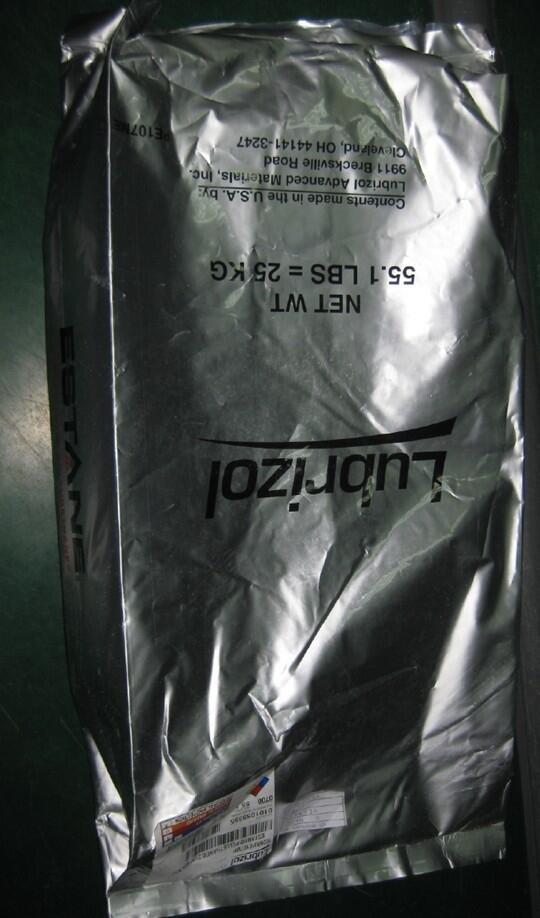 Lubrizol
NET WT
55.1 LBS = 25 KG
Contents made in the U.S.A. by:
Lubrizol Advanced Materials, Inc.
9911 Brecksville Road
Cleveland, OH 44141-3247
ESTANE
Lubrizol